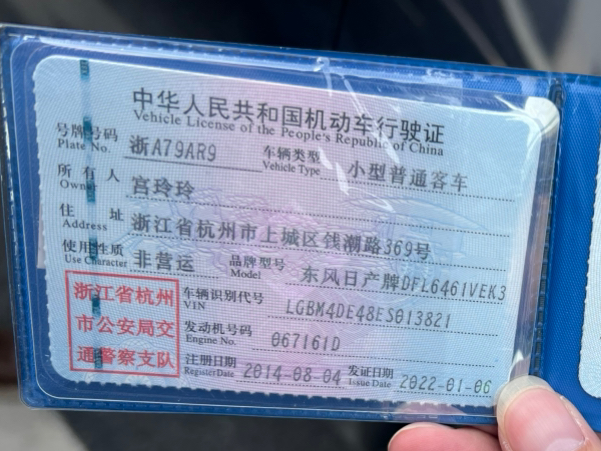 中华人民共和国机动车行驶证
Vehicle License of the People's Republic of China
号牌号码 浙A79AR9 车辆类型 小型普通客车
Plate No. Vehicle Type
所有人 宫玲玲
Owner
住址 浙江省杭州市上城区钱潮路369号
Address
使用性质 非营运 品牌型号 东风日产牌DFL6461VEK3
Use Character Model
浙江省杭州
市公安局交
通警察支队
车辆识别代号 LGBM4DE48ES013821
VIN
发动机号码 067161D
Engine No.
注册日期 2014-08-04 发证日期 2022-01-06
Register Date Issue Date